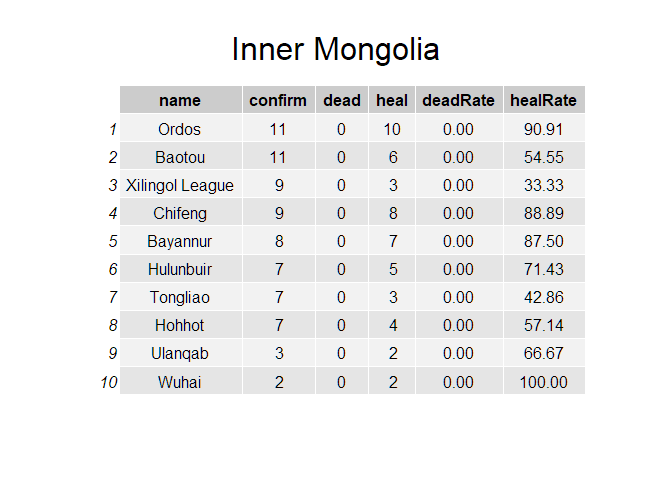 Inner Mongolia
name confirm dead heal deadRate healRate
1 Ordos 11 0 10 0.00 90.91
2 Baotou 11 0 6 0.00 54.55
3 Xilingol League 9 0 3 0.00 33.33
4 Chifeng 9 0 8 0.00 88.89
5 Bayannur 8 0 7 0.00 87.50
6 Hulunbuir 7 0 5 0.00 71.43
7 Tongliao 7 0 3 0.00 42.86
8 Hohhot 7 0 4 0.00 57.14
9 Ulanqab 3 0 2 0.00 66.67
10 Wuhai 2 0 2 0.00 100.00